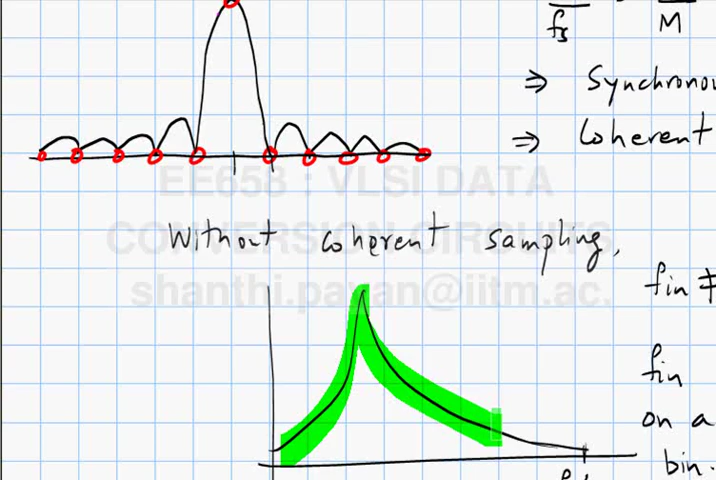 fs M
⇒ Synchronou
⇒ Coherent
EE658 : VLSI DATA
CONVERSION CIRCUITS
shanthi.pavan@iitm.ac.
Without coherent sampling,
fin ≠
fin
on a
bin.